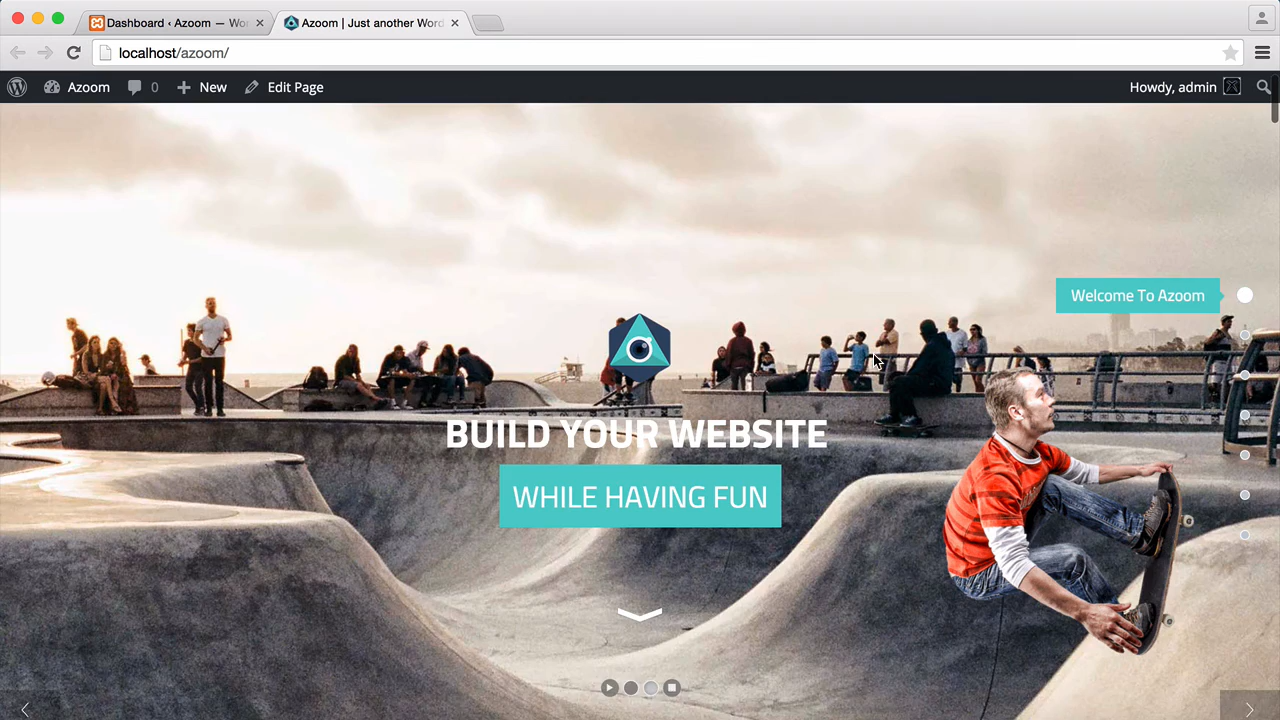 Dashboard ‹ Azoom — Wor
Azoom | Just another Word
localhost/azoom/
Azoom
0
New
Edit Page
Howdy, admin
Welcome To Azoom
BUILD YOUR WEBSITE
WHILE HAVING FUN